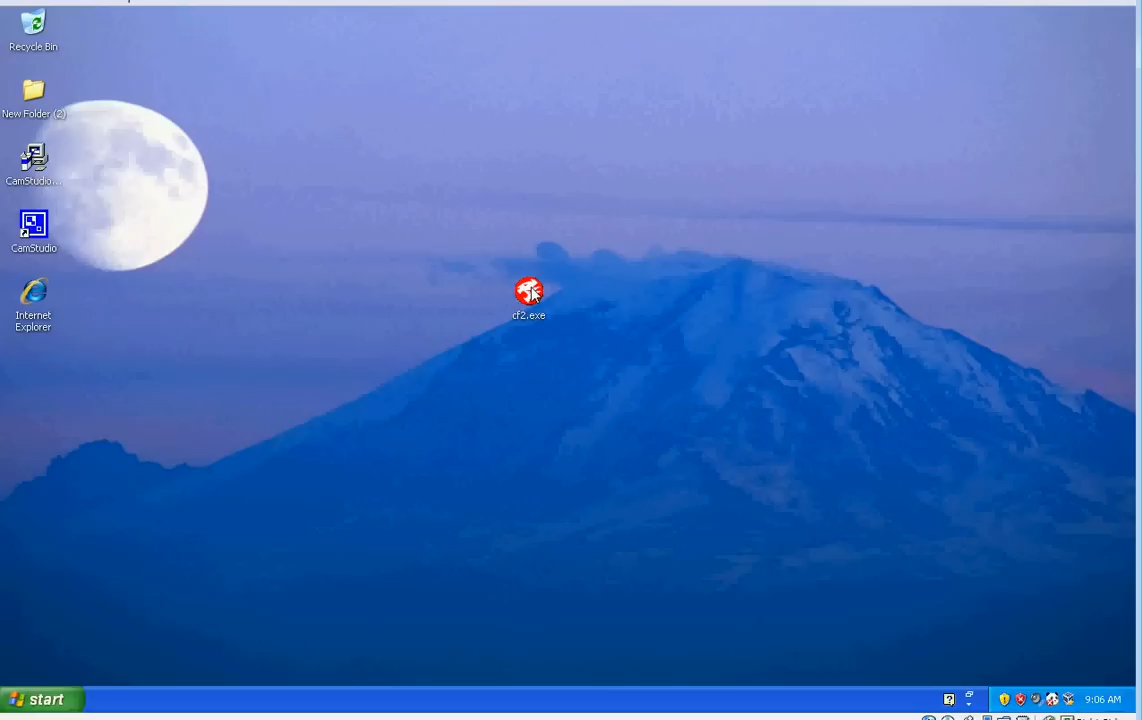 Recycle Bin
New Folder (2)
CamStudio...
CamStudio
Internet
Explorer
cf2.exe
start
9:06 AM